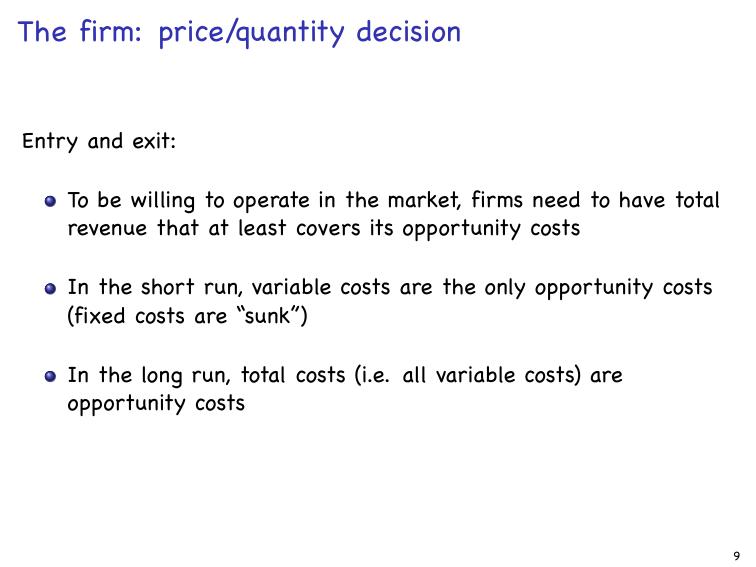 The firm: price/quantity decision
Entry and exit:
To be willing to operate in the market, firms need to have total
revenue that at least covers its opportunity costs
In the short run, variable costs are the only opportunity costs
(fixed costs are “sunk”)
In the long run, total costs (i.e. all variable costs) are
opportunity costs
9